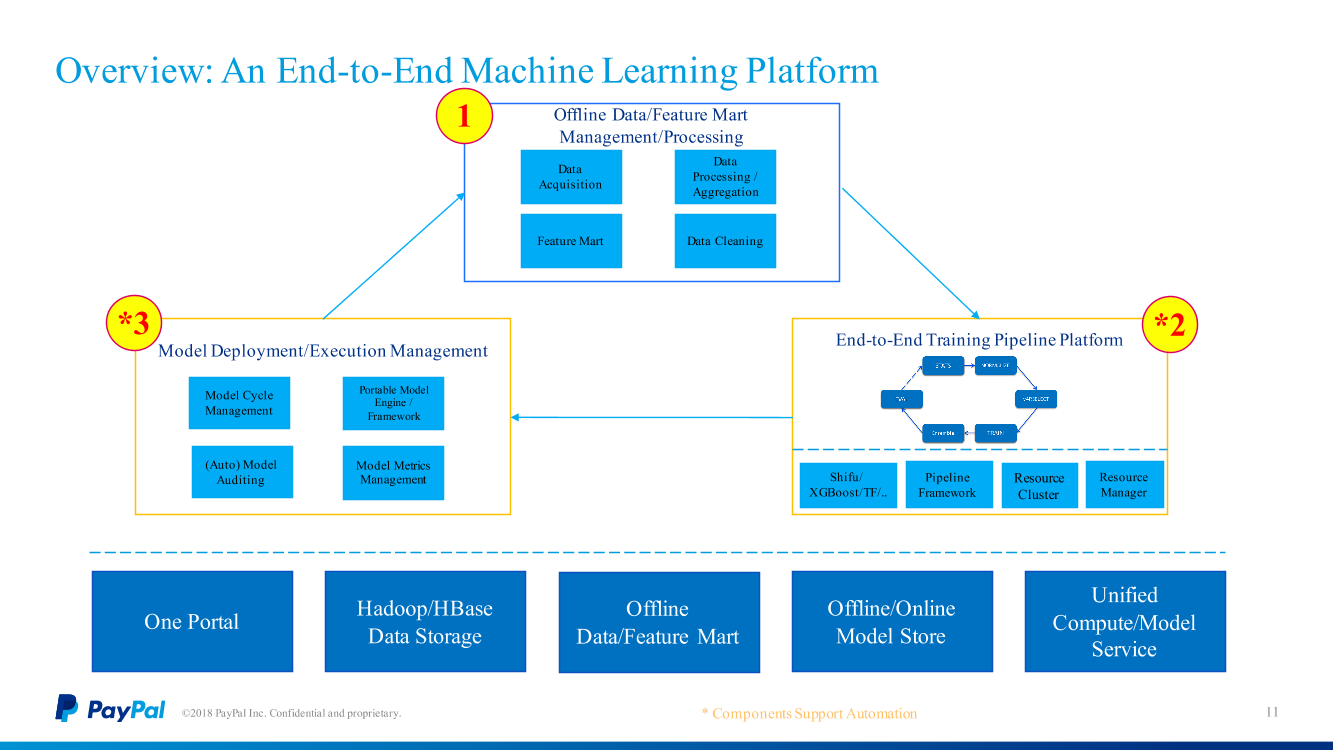 Overview: An End-to-End Machine Learning Platform
1
Offline Data/Feature Mart
Management/Processing
Data
Acquisition
Data
Processing /
Aggregation
Feature Mart
Data Cleaning
*3
Model Deployment/Execution Management
Model Cycle
Management
Portable Model
Engine /
Framework
(Auto) Model
Auditing
Model Metrics
Management
*2
End-to-End Training Pipeline Platform
STATS
NORMALIZE
VARSELECT
TRAIN
Ensemble
Shifu/
XGBoost/TF/..
Pipeline
Framework
Resource
Cluster
Resource
Manager
One Portal
Hadoop/HBase
Data Storage
Offline
Data/Feature Mart
Offline/Online
Model Store
Unified
Compute/Model
Service
PayPal
©2018 PayPal Inc. Confidential and proprietary.
* Components Support Automation
11